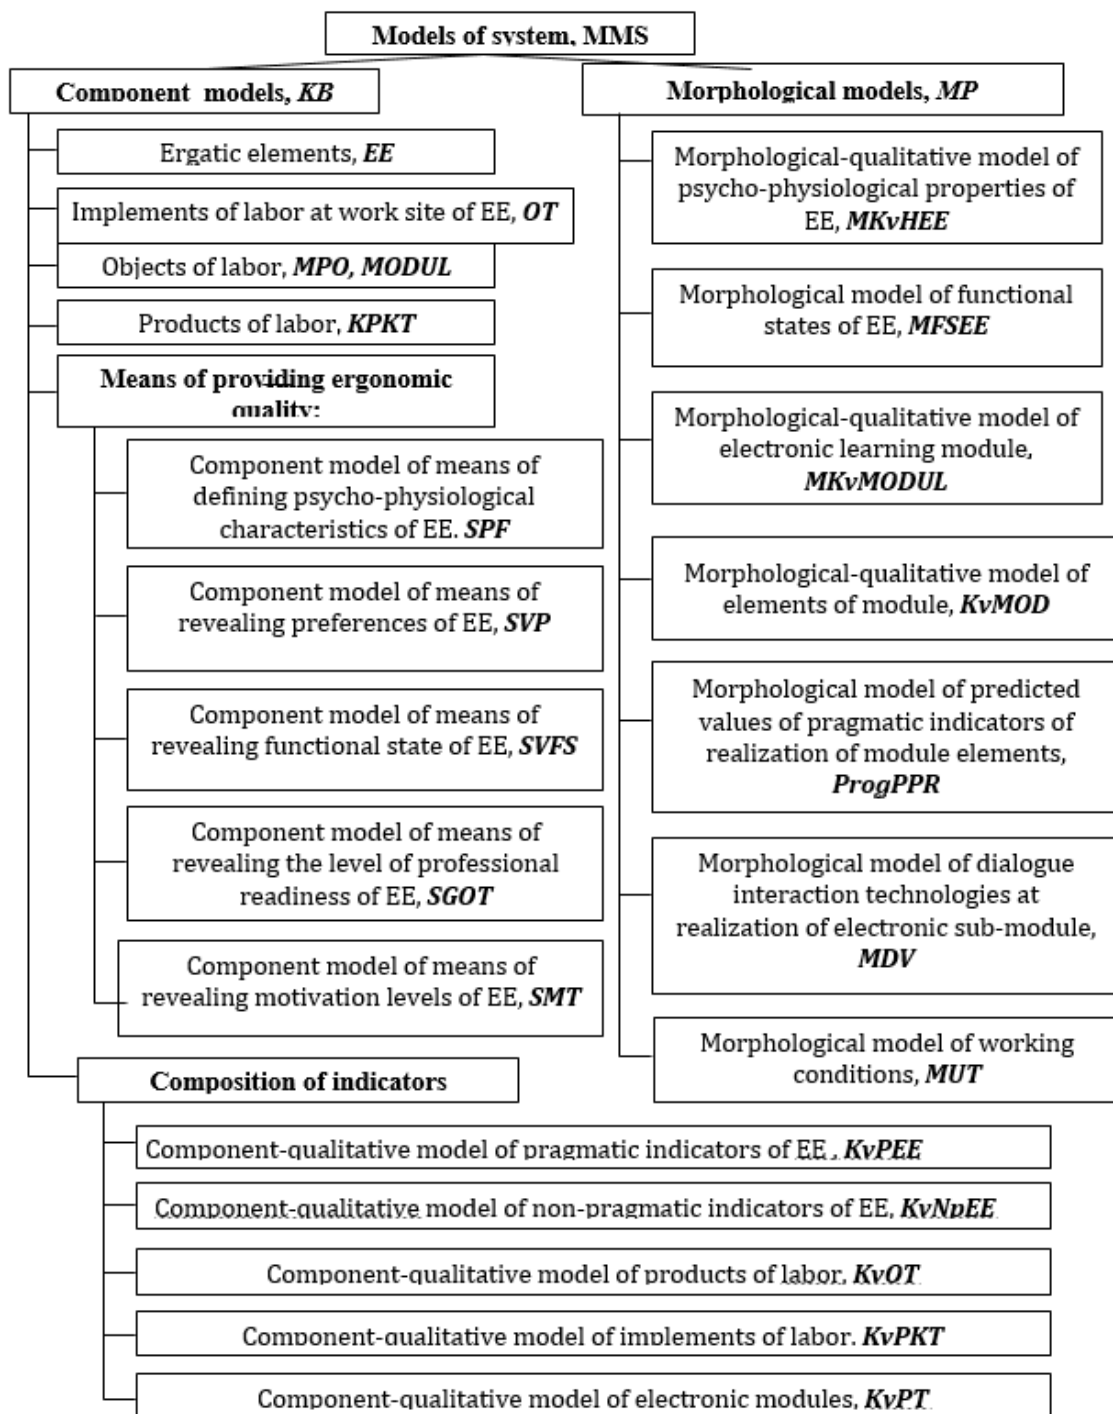 Models of system, MMS
Component models, KB
Ergatic elements, EE
Implements of labor at work site of EE, OT
Objects of labor, MPO, MODUL
Products of labor, KPKT
Means of providing ergonomic
quality:
Component model of means of
defining psycho-physiological
characteristics of EE. SPF
Component model of means of
revealing preferences of EE, SVP
Component model of means of
revealing functional state of EE, SVFS
Component model of means of
revealing the level of professional
readiness of EE, SGOT
Component model of means of
revealing motivation levels of EE, SMT
Composition of indicators
Component-qualitative model of pragmatic indicators of EE , KvPEE
Component-qualitative model of non-pragmatic indicators of EE, KvNpEE
Component-qualitative model of products of labor, KvOT
Component-qualitative model of implements of labor. KvPKT
Component-qualitative model of electronic modules, KvPT
Morphological models, MP
Morphological-qualitative model of
psycho-physiological properties of
EE, MKvHEE
Morphological model of functional
states of EE, MFSEE
Morphological-qualitative model of
electronic learning module,
MKvMODUL
Morphological-qualitative model of
elements of module, KvMOD
Morphological model of predicted
values of pragmatic indicators of
realization of module elements,
ProgPPR
Morphological model of dialogue
interaction technologies at
realization of electronic sub-module,
MDV
Morphological model of working
conditions, MUT